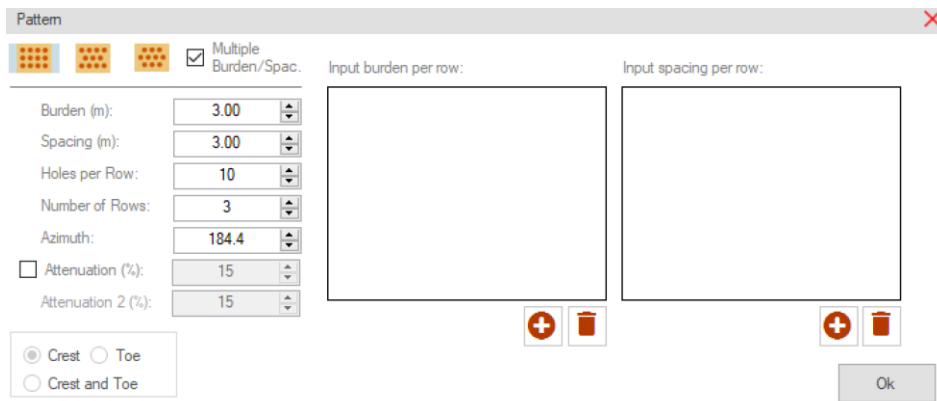 Pattern
Multiple
Burden/Spac.
Input burden per row:
Input spacing per row:
Burden (m):
3.00
Spacing (m):
3.00
Holes per Row:
10
Number of Rows:
3
Azimuth:
184.4
Attenuation (%):
15
Attenuation 2 (%):
15
Crest
Toe
Crest and Toe
Ok